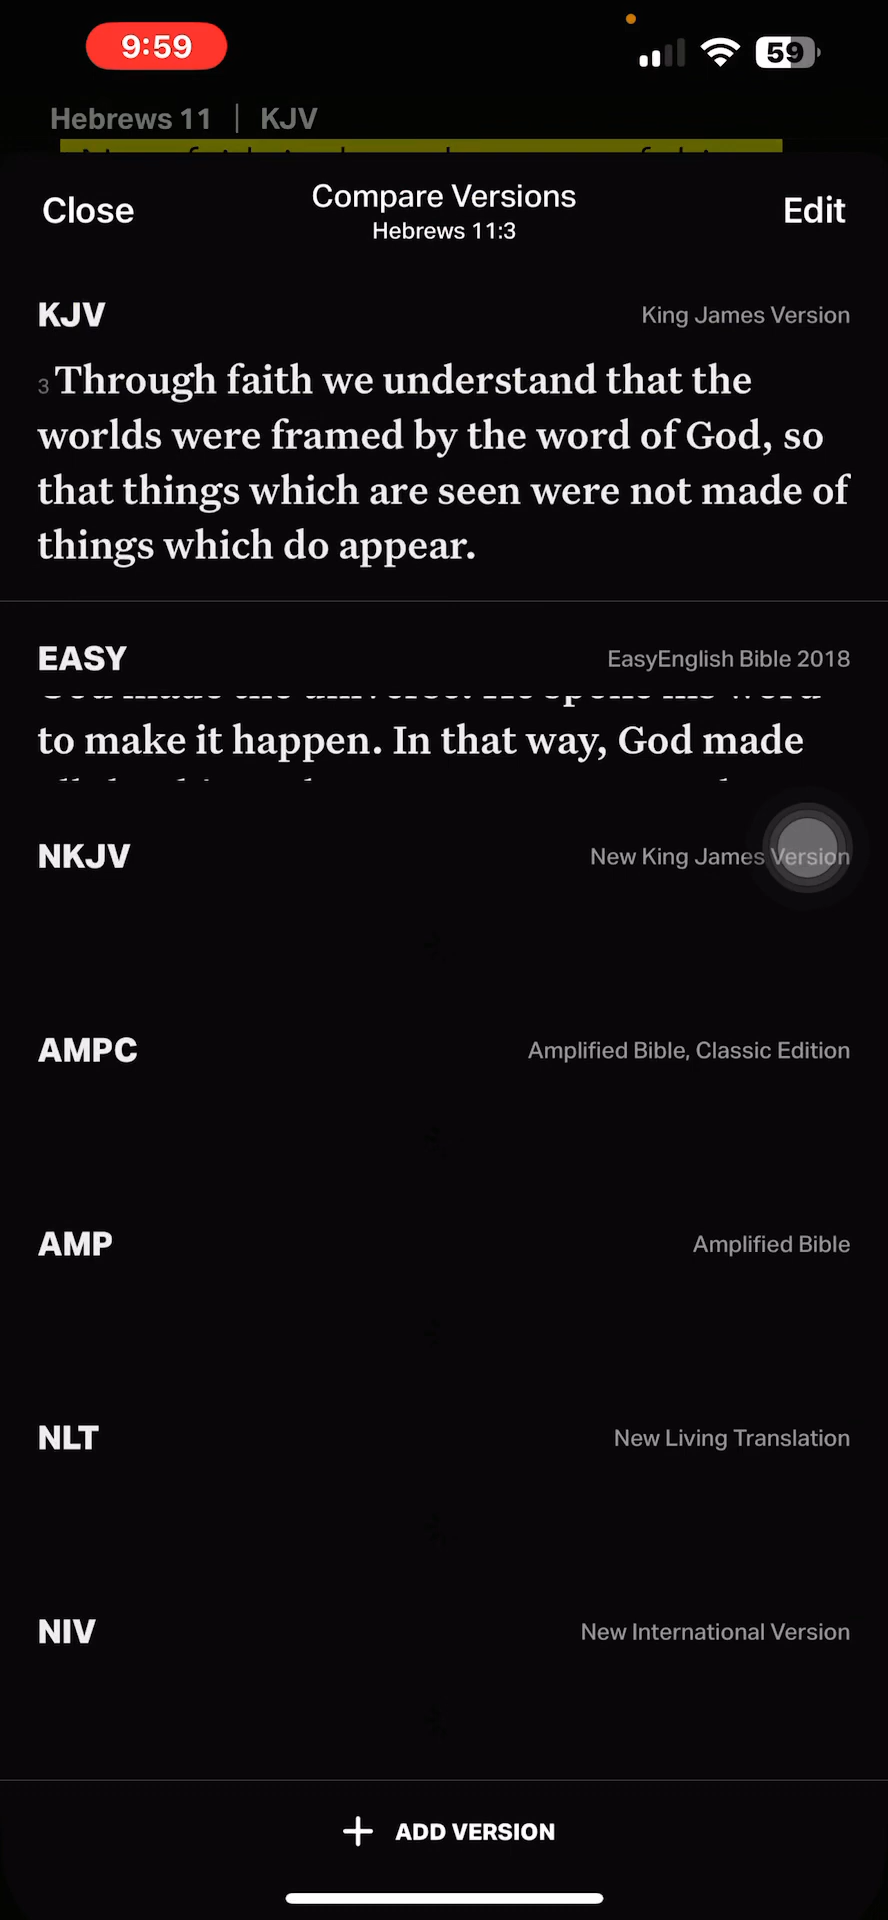 9:59
59
Hebrews 11 | KJV
Close
Compare Versions
Edit
Hebrews 11:3
KJV
King James Version
3 Through faith we understand that the
worlds were framed by the word of God, so
that things which are seen were not made of
things which do appear.
EASY
EasyEnglish Bible 2018
to make it happen. In that way, God made
NKJV
New King James Version
AMPC
Amplified Bible, Classic Edition
AMP
Amplified Bible
NLT
New Living Translation
NIV
New International Version
+ ADD VERSION